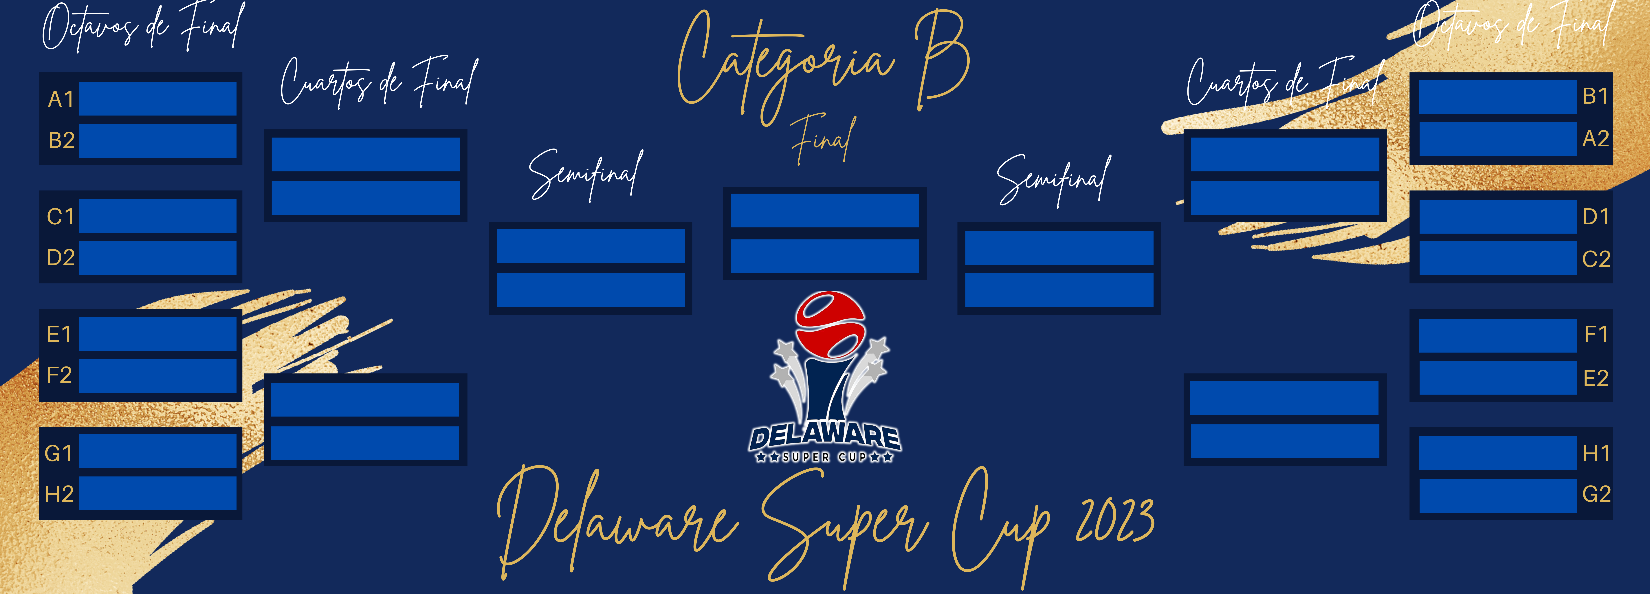 Octavos de Final
Cuartos de Final
Semifinal
Categoria B
Final
Semifinal
Cuartos de Final
Octavos de Final
A1
B2
C1
D2
E1
F2
G1
H2
B1
A2
D1
C2
F1
E2
H1
G2
DELAWARE
SUPER CUP
Delaware Super Cup 2023